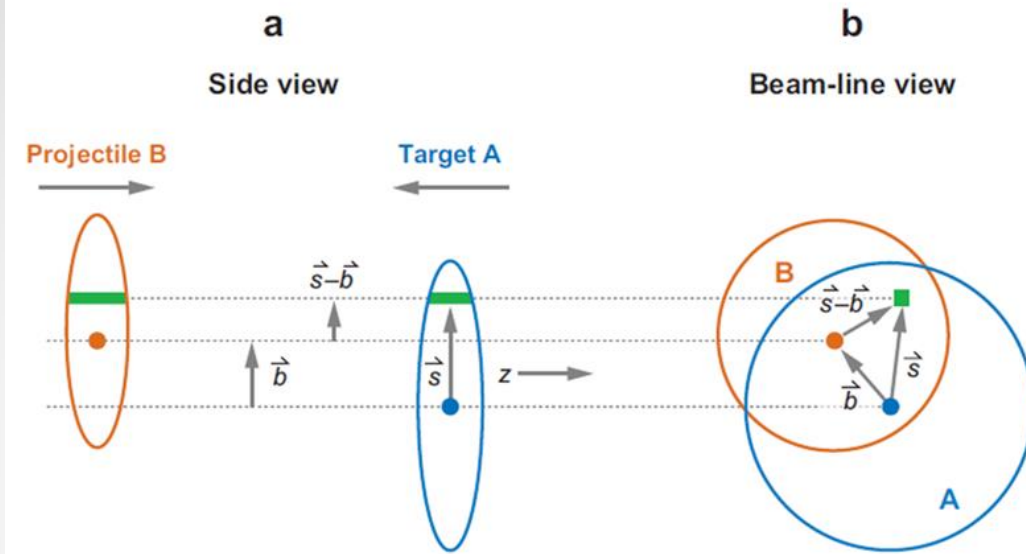 a
b
Side view
Beam-line view
Projectile B
Target A
B
s⃗–b⃗
s⃗–b⃗
b⃗
s⃗
z
s⃗
b⃗
A